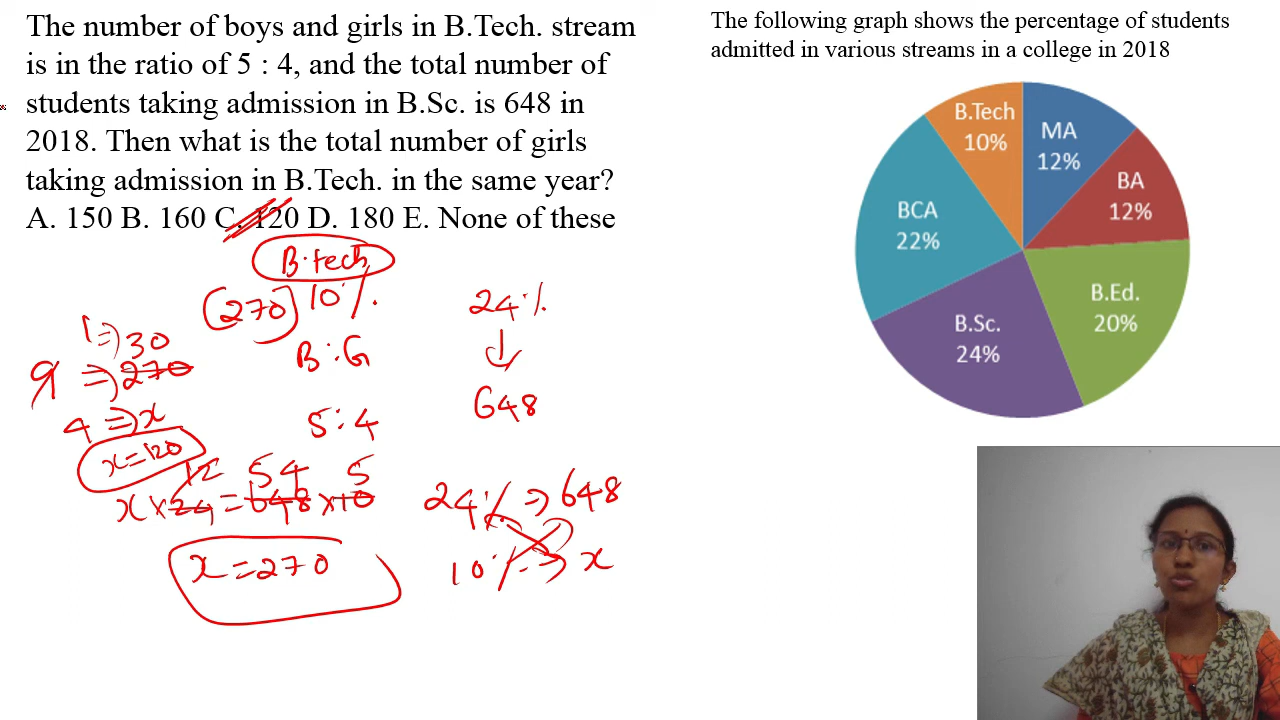 The number of boys and girls in B.Tech. stream
is in the ratio of 5 : 4, and the total number of
students taking admission in B.Sc. is 648 in
2018. Then what is the total number of girls
taking admission in B.Tech. in the same year?
A. 150 B. 160 C. 120 D. 180 E. None of these
B.tech
(270) 10%.
B:G
5:4
1=>30
9 => 270
4 => x
x=120
12 54 5
x×24=648×10
x=270
24%
↓
648
24% => 648
10% => x
The following graph shows the percentage of students
admitted in various streams in a college in 2018
B.Tech
10%
MA
12%
BA
12%
BCA
22%
B.Ed.
20%
B.Sc.
24%